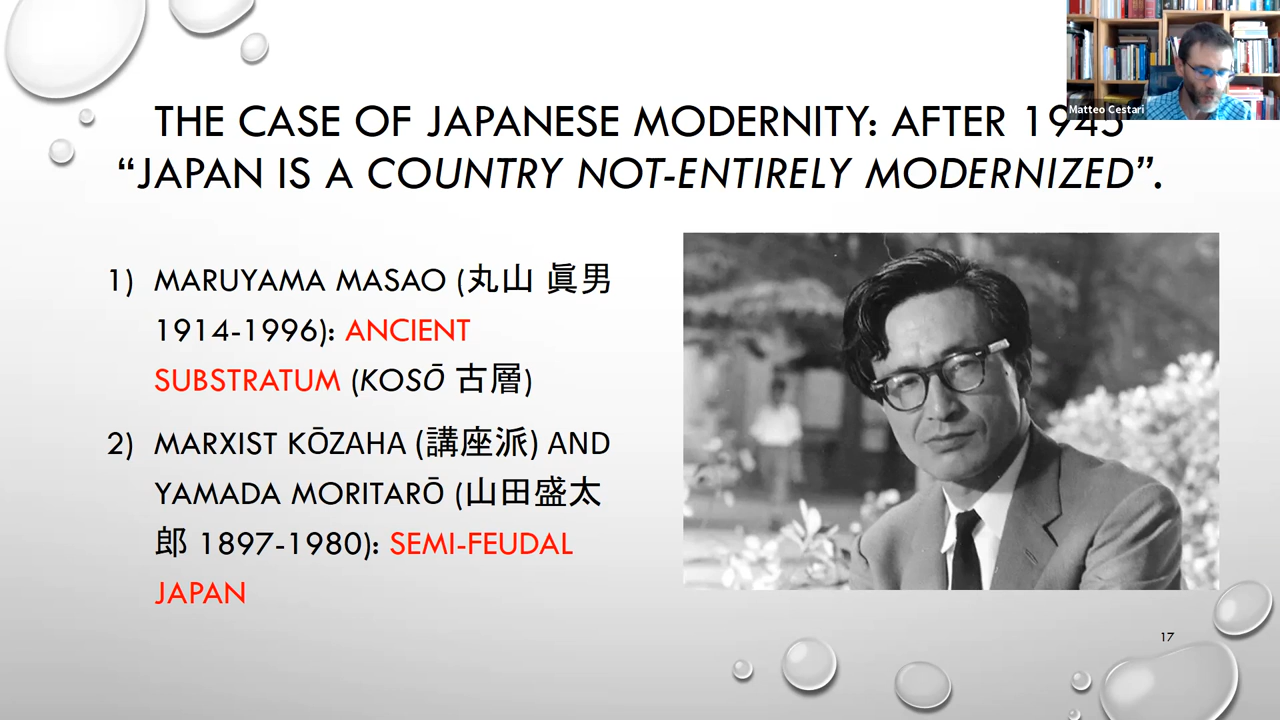 Matteo Cestari
THE CASE OF JAPANESE MODERNITY: AFTER 1945
“JAPAN IS A COUNTRY NOT-ENTIRELY MODERNIZED”.
1) MARUYAMA MASAO (丸山 眞男
1914-1996): ANCIENT
SUBSTRATUM (KOSŌ 古層)
2) MARXIST KŌZAHA (講座派) AND
YAMADA MORITARŌ (山田盛太
郎 1897-1980): SEMI-FEUDAL
JAPAN
17